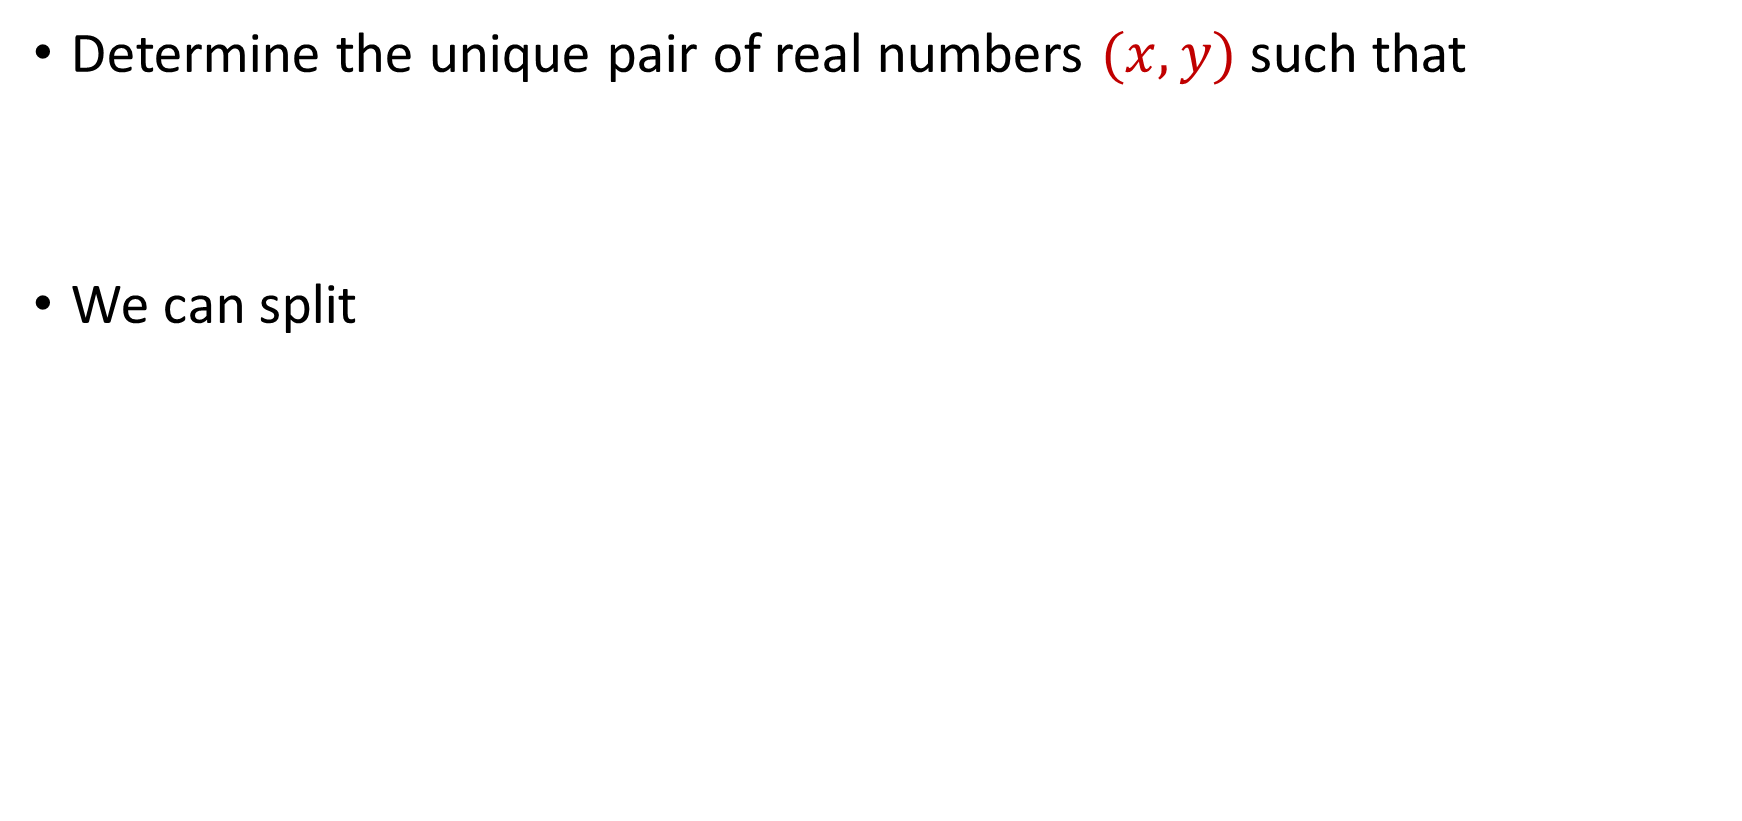 • Determine the unique pair of real numbers (x, y) such that
• We can split